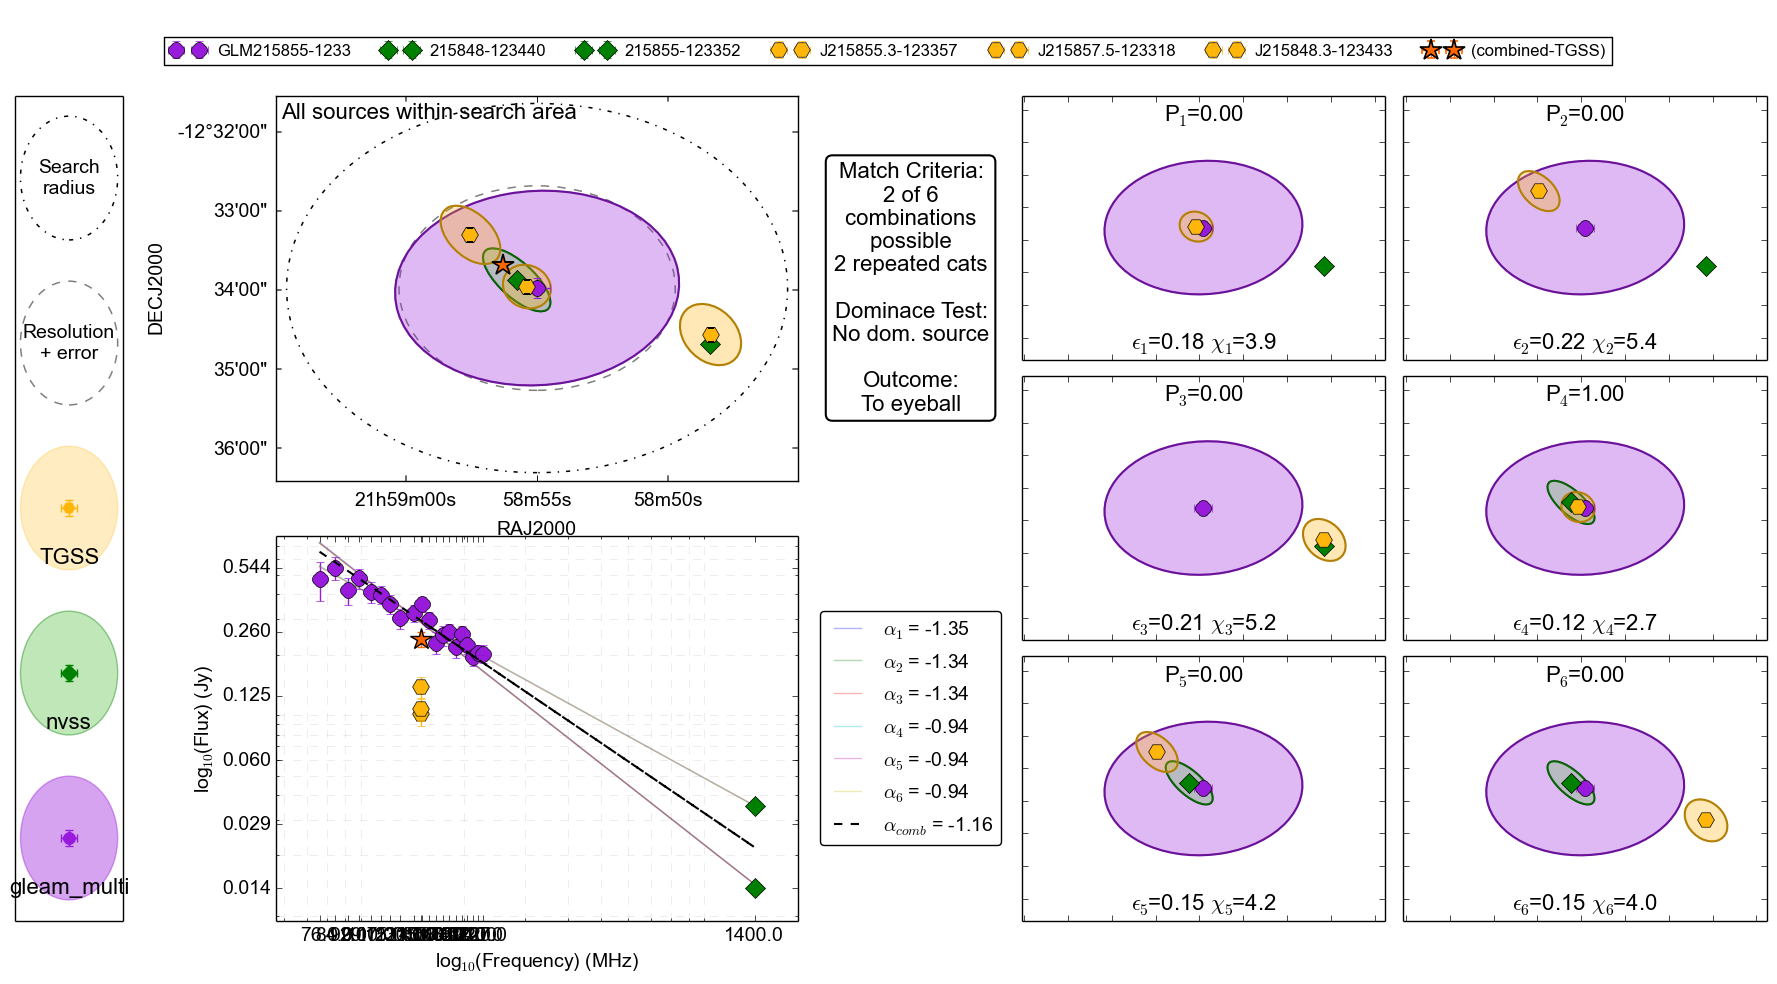 GLM215855-1233 215848-123440 215855-123352 J215855.3-123357 J215857.5-123318 J215848.3-123433 (combined-TGSS)
Search
radius
Resolution
+ error
TGSS
nvss
gleam_multi
All sources within search area
DECJ2000
-12°32'00"
33'00"
34'00"
35'00"
36'00"
21h59m00s 58m55s 58m50s
RAJ2000
log10(Flux) (Jy)
0.544
0.260
0.125
0.060
0.029
0.014
1400.0
log10(Frequency) (MHz)
Match Criteria:
2 of 6
combinations
possible
2 repeated cats
Dominace Test:
No dom. source
Outcome:
To eyeball
α1 = -1.35
α2 = -1.34
α3 = -1.34
α4 = -0.94
α5 = -0.94
α6 = -0.94
αcomb = -1.16
P1=0.00
ϵ1=0.18 χ1=3.9
P2=0.00
ϵ2=0.22 χ2=5.4
P3=0.00
ϵ3=0.21 χ3=5.2
P4=1.00
ϵ4=0.12 χ4=2.7
P5=0.00
ϵ5=0.15 χ5=4.2
P6=0.00
ϵ6=0.15 χ6=4.0